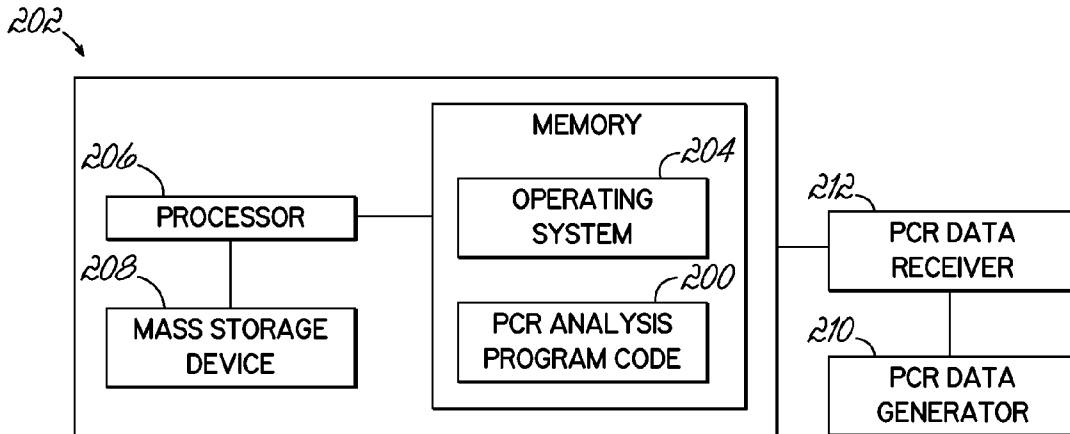 202
MEMORY
206
PROCESSOR
204
OPERATING
SYSTEM
212
PCR DATA
RECEIVER
208
MASS STORAGE
DEVICE
200
PCR ANALYSIS
PROGRAM CODE
210
PCR DATA
GENERATOR